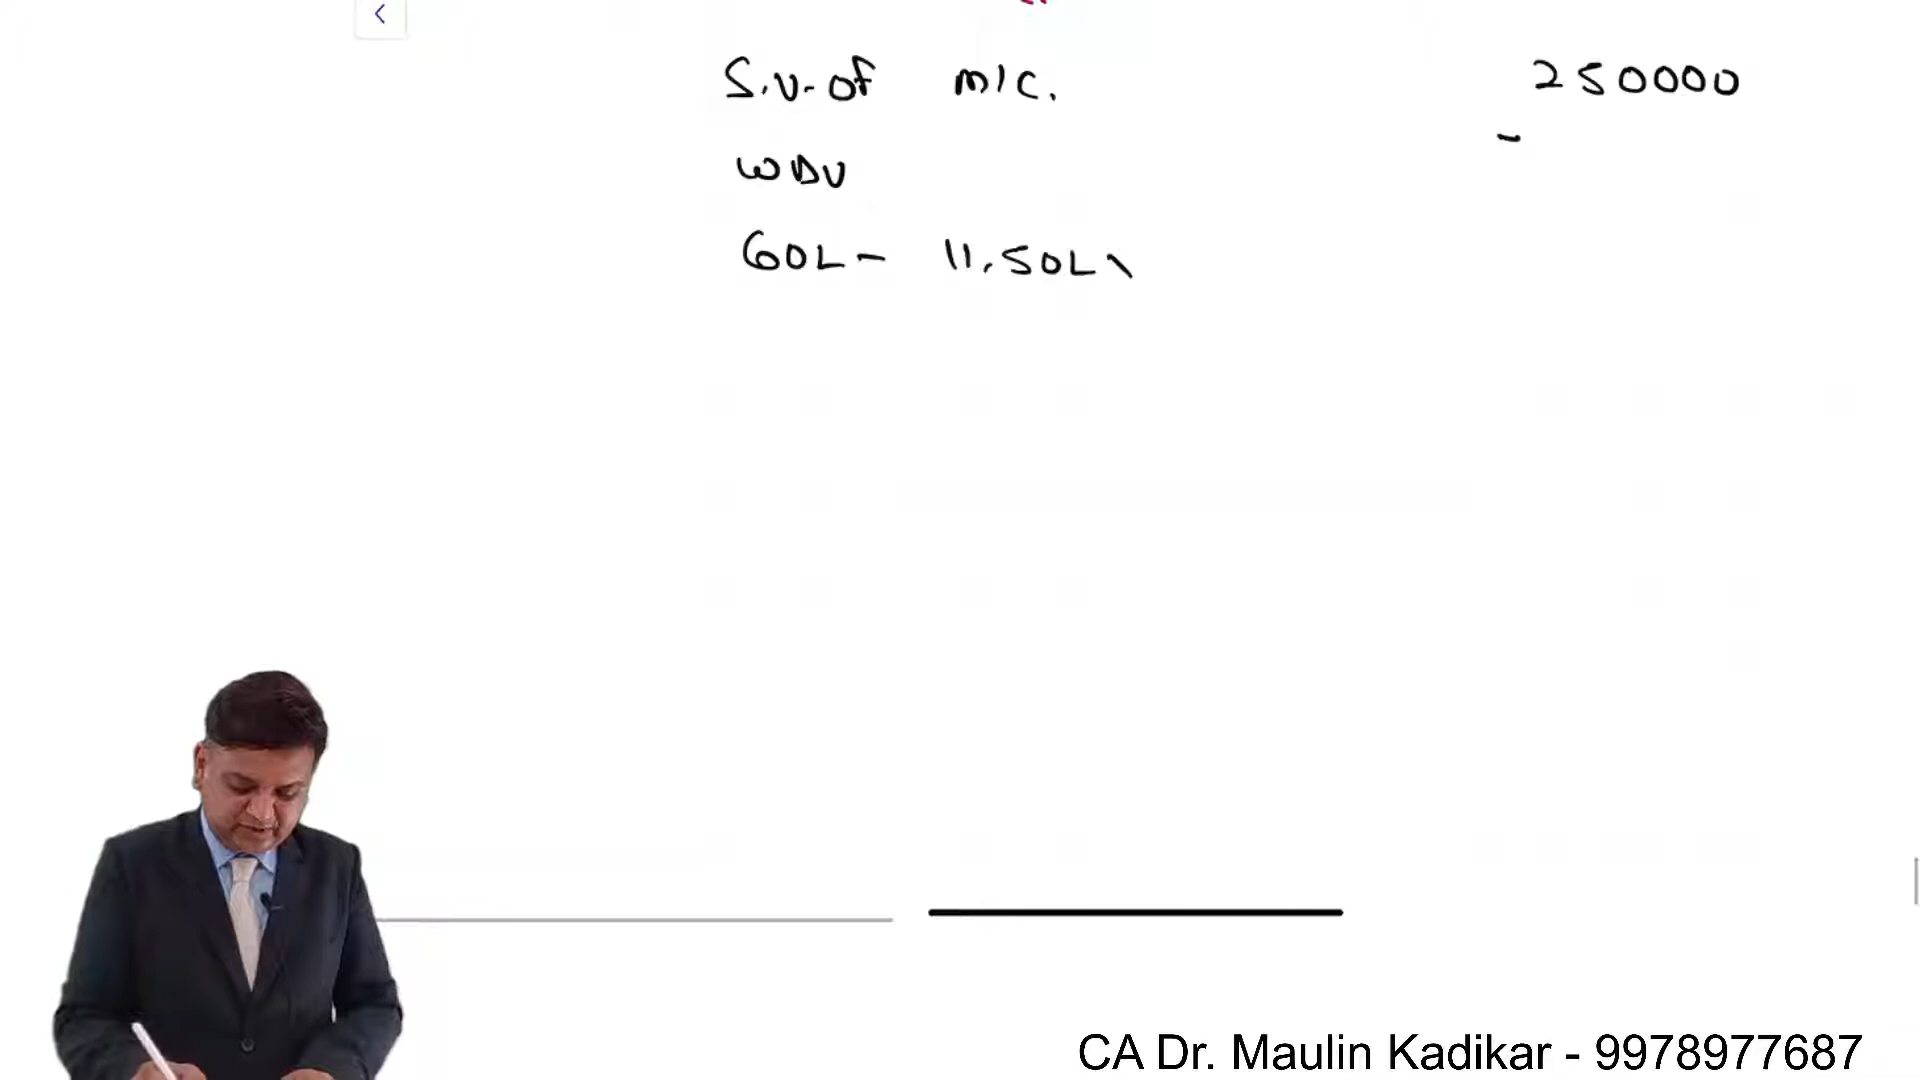 S.V. of M/C. 250000
-
WDV
60L - 11.50L \
CA Dr. Maulin Kadikar - 9978977687